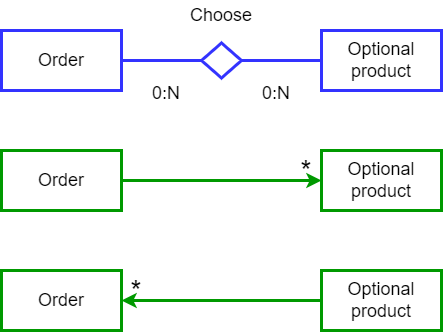 Choose
Order
Optional
product
0:N
0:N
Order
*
Optional
product
Order
*
Optional
product